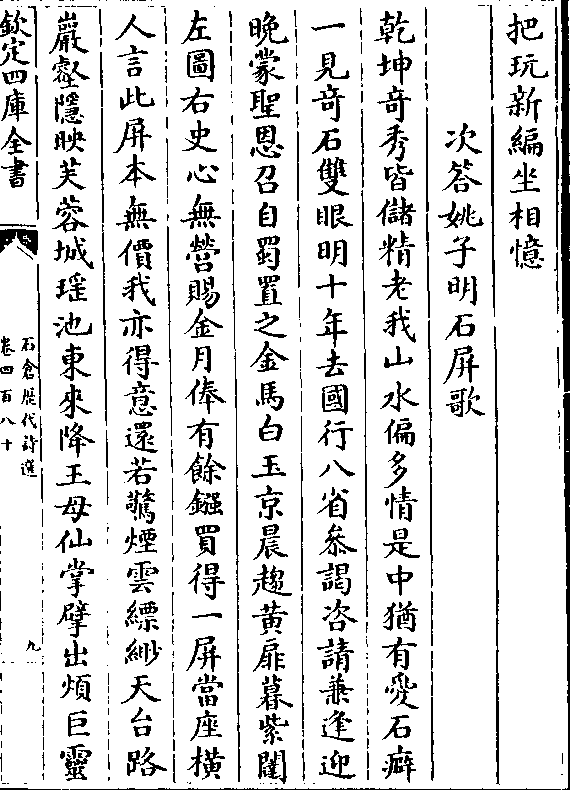 把玩新編坐相憶
次答姚子明石屏歌
乾坤奇秀皆儲精老我山水偏多情是中猶有愛石癖
一見奇石雙眼明十年去國行八省叅謁咨請兼逢迎
晚蒙聖恩召自蜀置之金馬白玉京晨趨黄扉暮紫闥
左圖右史心無營賜金月俸有餘鏹買得一屏當座横
人言此屏本無價我亦得意還若驚煙雲縹緲天台路
巖壑隱映芙蓉城瑶池東來降王母仙掌擘出煩巨靈
欽定四庫全書
石倉歷代詩選
卷四百八十
九